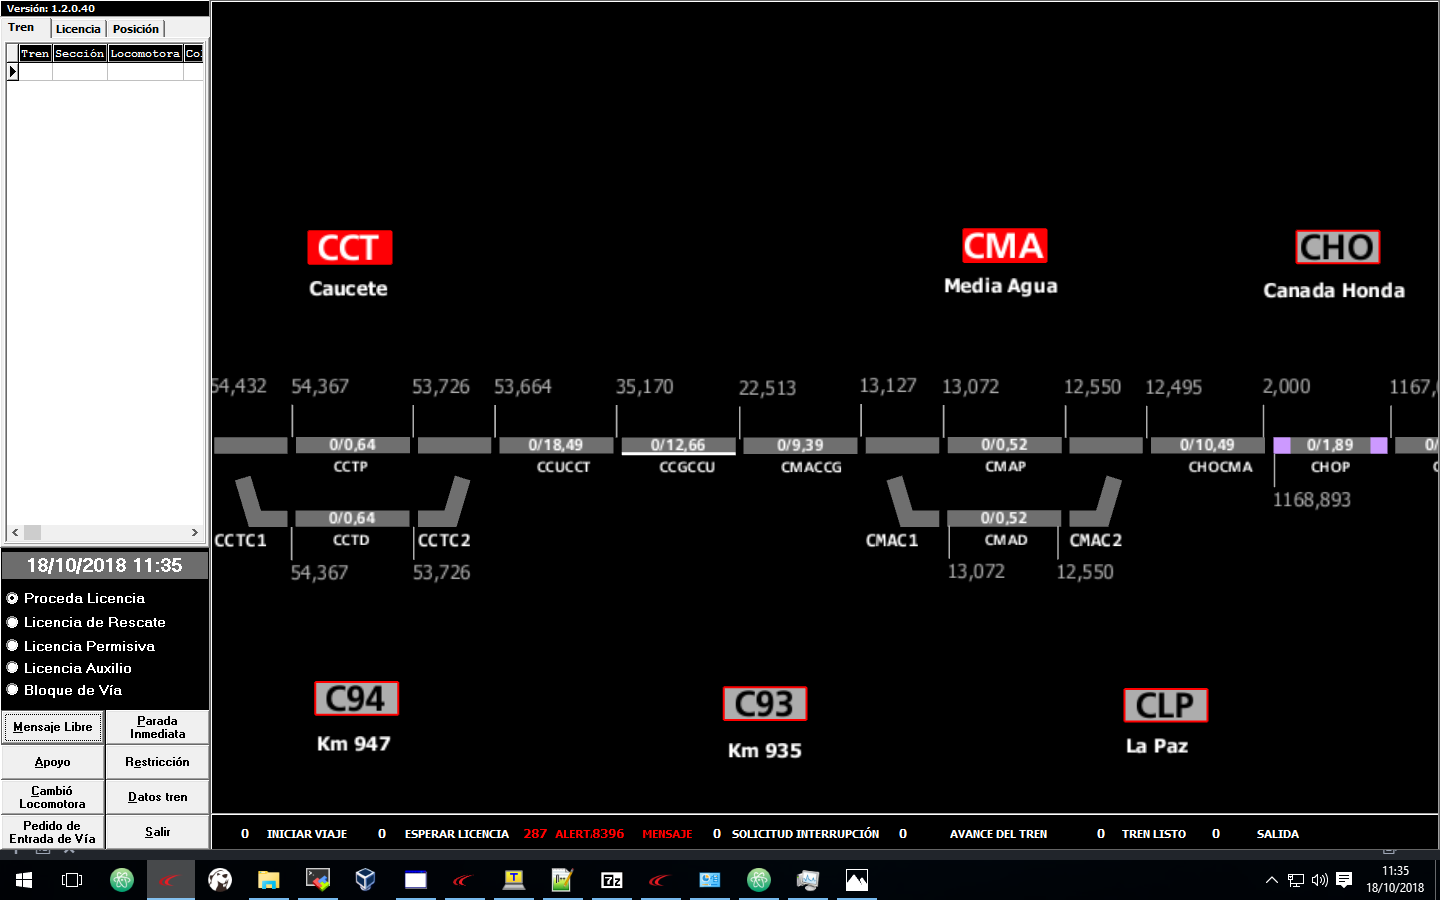 Versión: 1.2.0.40
Tren Licencia Posición
Tren Sección Locomotora Co
18/10/2018 11:35
Proceda Licencia
Licencia de Rescate
Licencia Permisiva
Licencia Auxilio
Bloque de Vía
Mensaje Libre
Parada
Inmediata
Apoyo
Restricción
Cambió
Locomotora
Datos tren
Pedido de
Entrada de Vía
Salir
CCT
Caucete
CMA
Media Agua
CHO
Canada Honda
54,432 54,367 53,726 53,664 35,170 22,513 13,127 13,072 12,550 12,495 2,000 1167,
0/0,64 0/18,49 0/12,66 0/9,39 0/0,52 0/10,49 0/1,89 0/
CCTP CCUCCT CCGCCU CMACCG CMAP CHOCMA CHOP
1168,893
0/0,64 0/0,52
CCTC1 CCTD CCTC2 CMAC1 CMAD CMAC2
54,367 53,726 13,072 12,550
C94
Km 947
C93
Km 935
CLP
La Paz
0 INICIAR VIAJE 0 ESPERAR LICENCIA 287 ALERT.8396 MENSAJE 0 SOLICITUD INTERRUPCIÓN 0 AVANCE DEL TREN 0 TREN LISTO 0 SALIDA
7z
11:35
18/10/2018